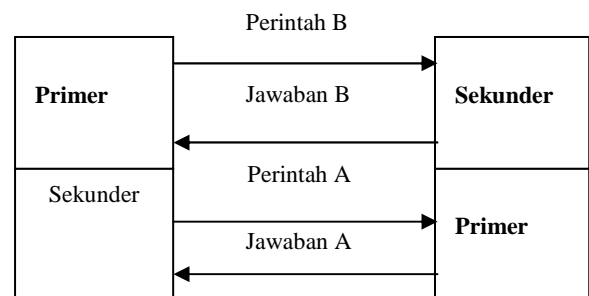 Perintah B
Primer
Jawaban B
Sekunder
Perintah A
Sekunder
Primer
Jawaban A